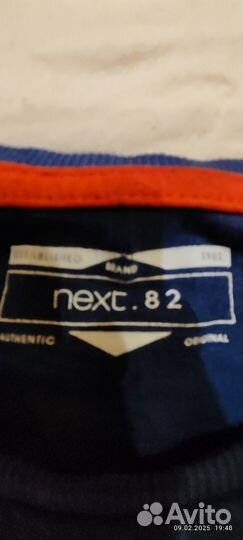 ESTABLISHED 1982
BRAND
next.82
AUTHENTIC ORIGINAL
Avito
09.02.2025 19:48